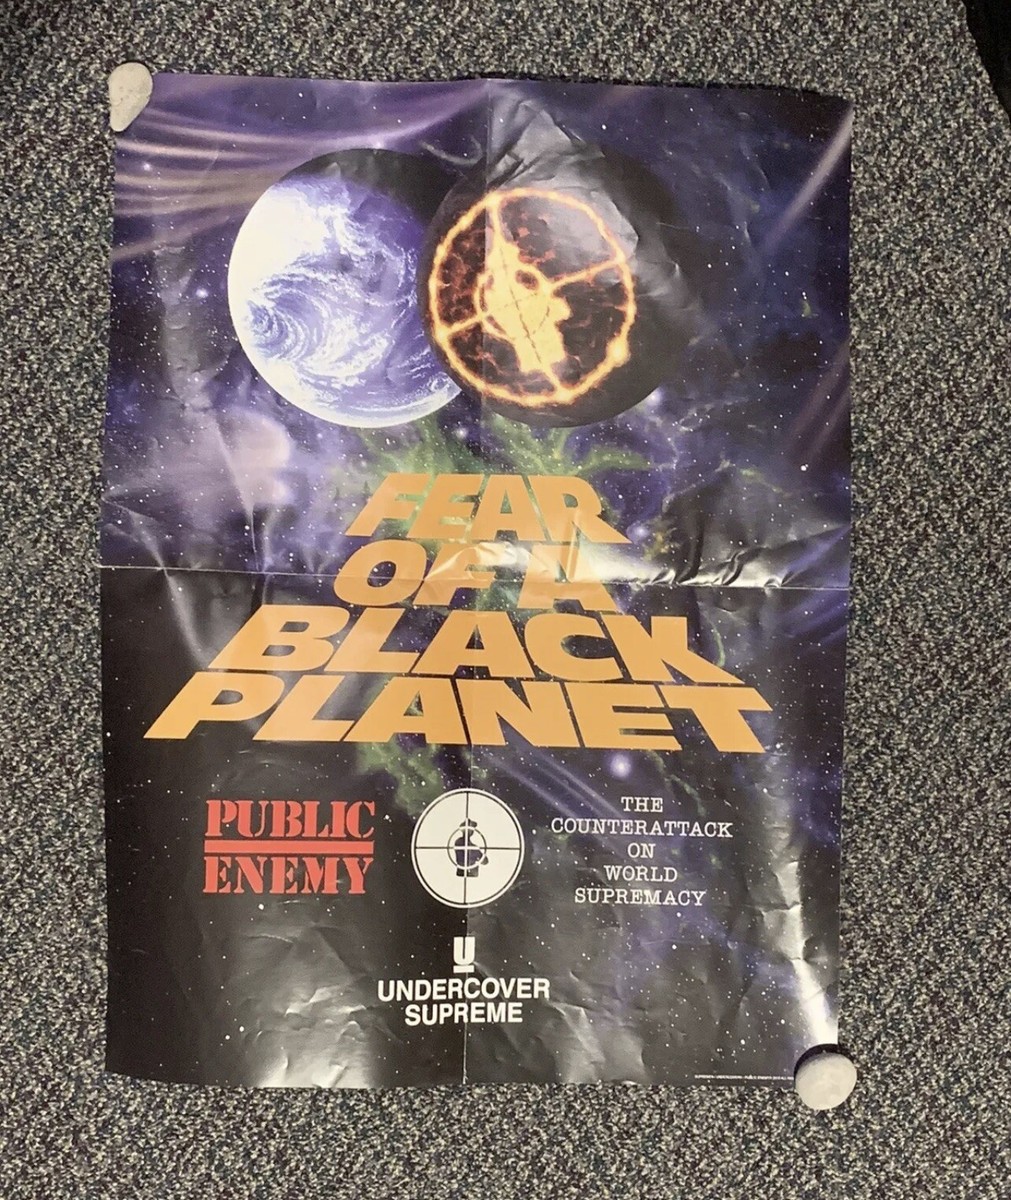 FEAR
OF A
BLACK
PLANET
PUBLIC
ENEMY
THE
COUNTERATTACK
ON
WORLD
SUPREMACY
U
UNDERCOVER
SUPREME